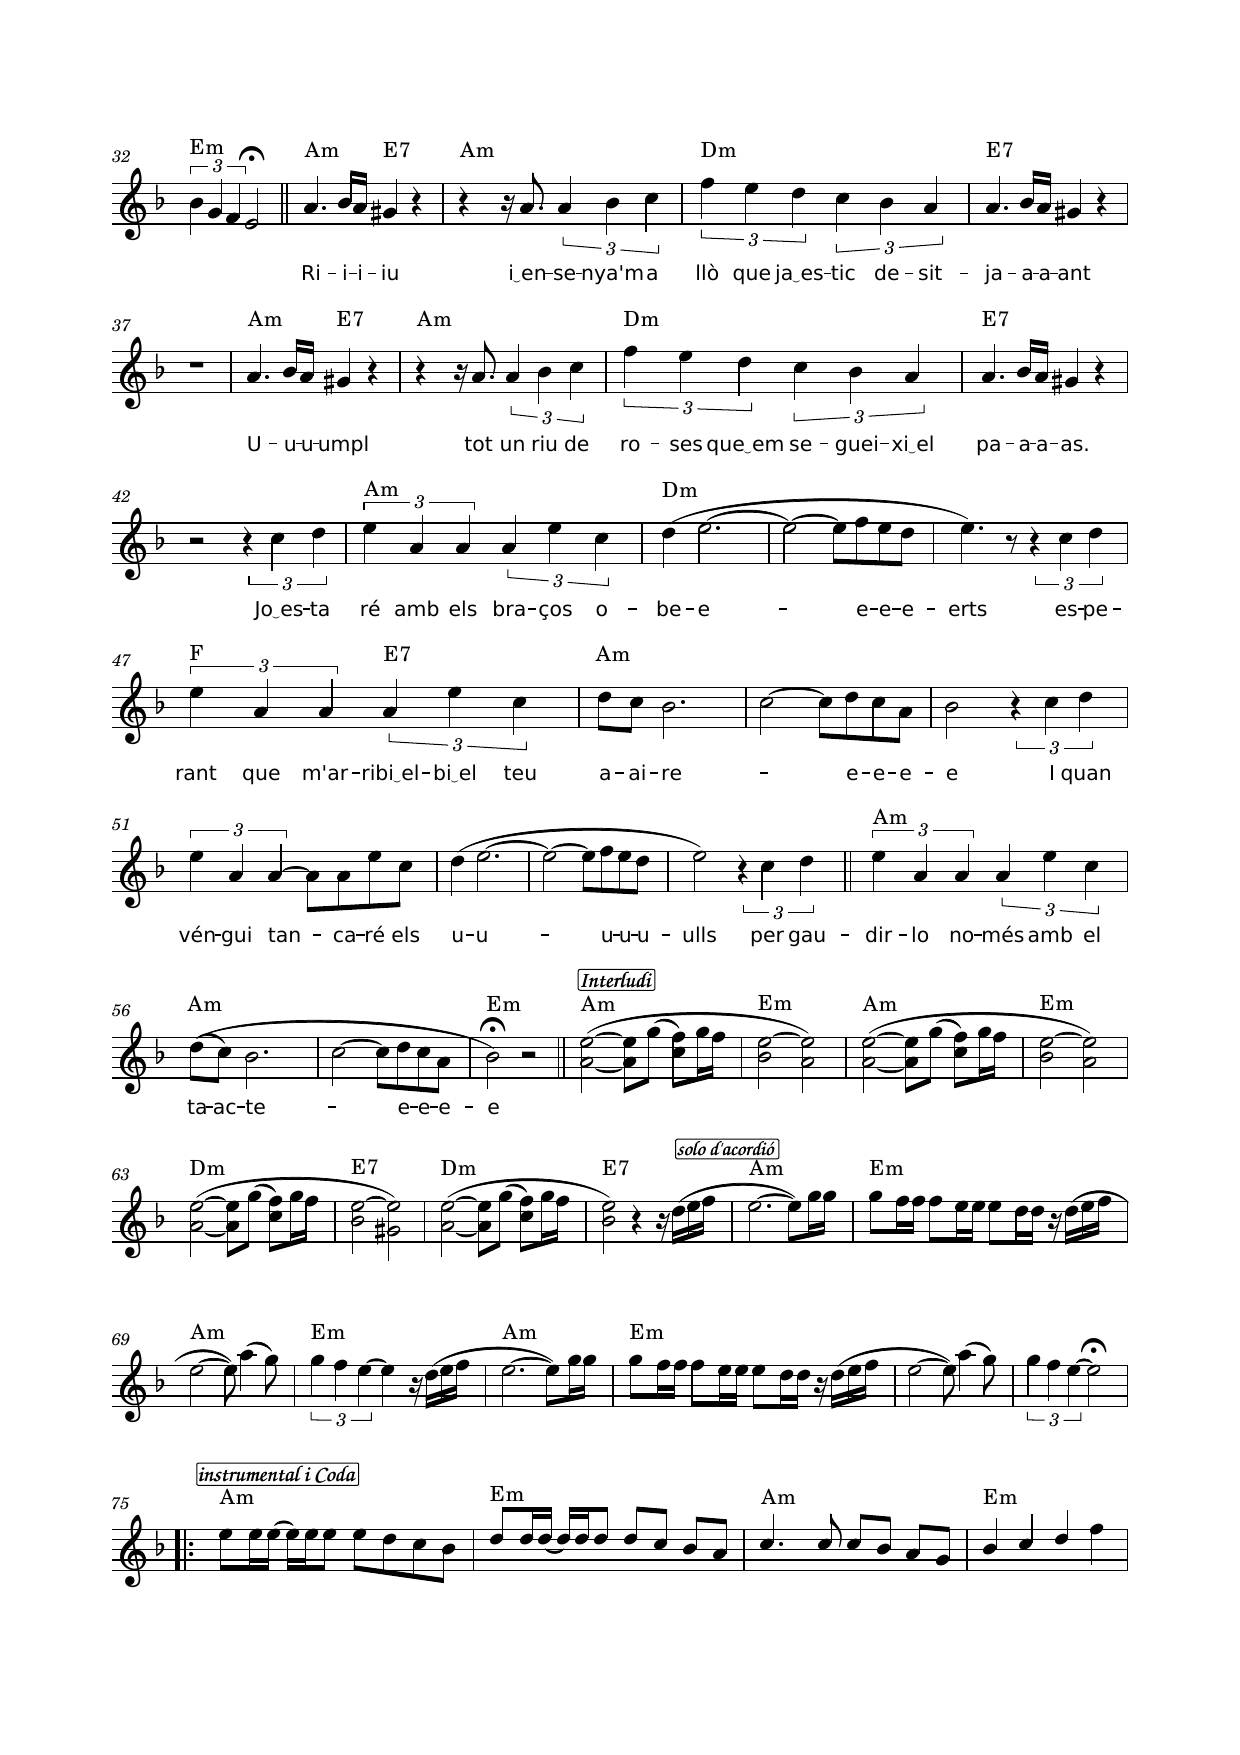 32 Em 3 Am E7 Am Dm E7
3 3 3
Ri – i – i – iu i‿en – se – nya'm a llò que ja‿es – tic de – sit – ja – a – a – ant
37 Am E7 Am Dm E7
3 3 3
U – u – u – umpl tot un riu de ro – ses que‿em se – guei – xi‿el pa – a – a – as.
42 Am 3 Dm
3 3 3
Jo‿es – ta ré amb els bra – ços o – be – e – e – e – e – erts es – pe –
47 F 3 E7 Am
3 3
rant que m'ar – ribi‿el – bi‿el teu a – ai – re – e – e – e – e I quan
51 3 Am 3
3 3
vén – gui tan – ca – ré els u – u – u – u – u – ulls per gau – dir – lo no – més amb el
Interludi
56 Am Em Am Em Am Em
ta – ac – te – e – e – e – e
solo d'acordió
63 Dm E7 Dm E7 Am Em
69 Am Em Am Em
3 3
instrumental i Coda
75 Am Em Am Em